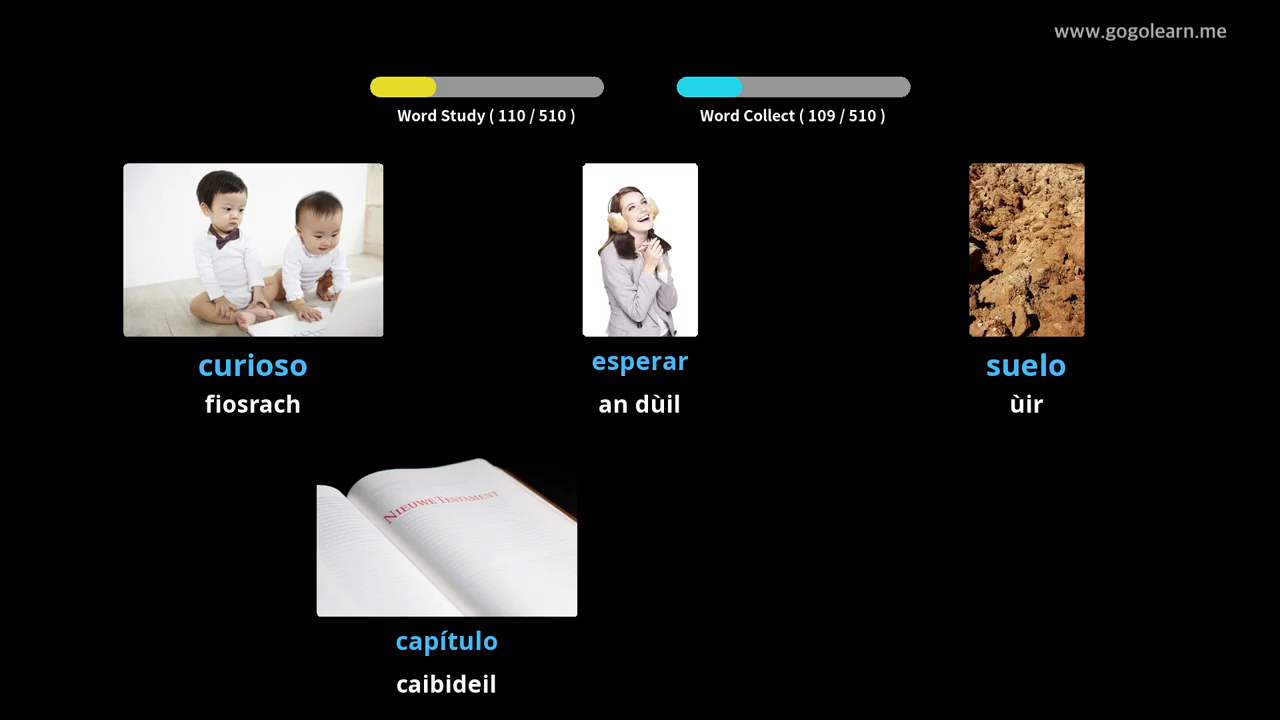 www.gogolearn.me
Word Study ( 110 / 510 )
Word Collect ( 109 / 510 )
curioso
fiosrach
esperar
an dùil
suelo
ùir
NIEUWE TESTAMENT
capítulo
caibideil